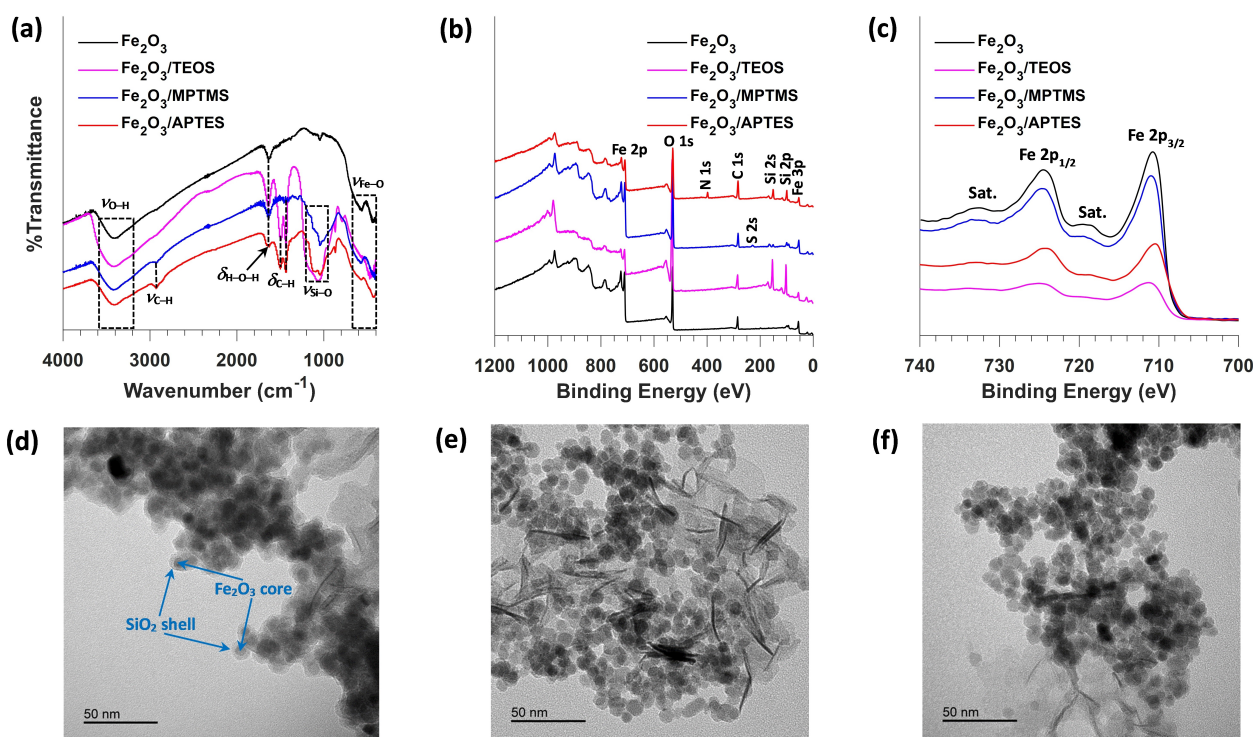 (a)
Fe₂O₃
Fe₂O₃/TEOS
Fe₂O₃/MPTMS
Fe₂O₃/APTES
%Transmittance
νO–H
νC–H
δH–O–H
δC–H
νSi–O
νFe–O
4000 3000 2000 1000
Wavenumber (cm⁻¹)
(b)
Fe₂O₃
Fe₂O₃/TEOS
Fe₂O₃/MPTMS
Fe₂O₃/APTES
Fe 2p
O 1s
N 1s
C 1s
Si 2s
Si 2p
Fe 3p
S 2s
1200 1000 800 600 400 200 0
Binding Energy (eV)
(c)
Fe₂O₃
Fe₂O₃/TEOS
Fe₂O₃/MPTMS
Fe₂O₃/APTES
Fe 2p₃/₂
Fe 2p₁/₂
Sat.
Sat.
740 730 720 710 700
Binding Energy (eV)
(d)
Fe₂O₃ core
SiO₂ shell
50 nm
(e)
50 nm
(f)
50 nm